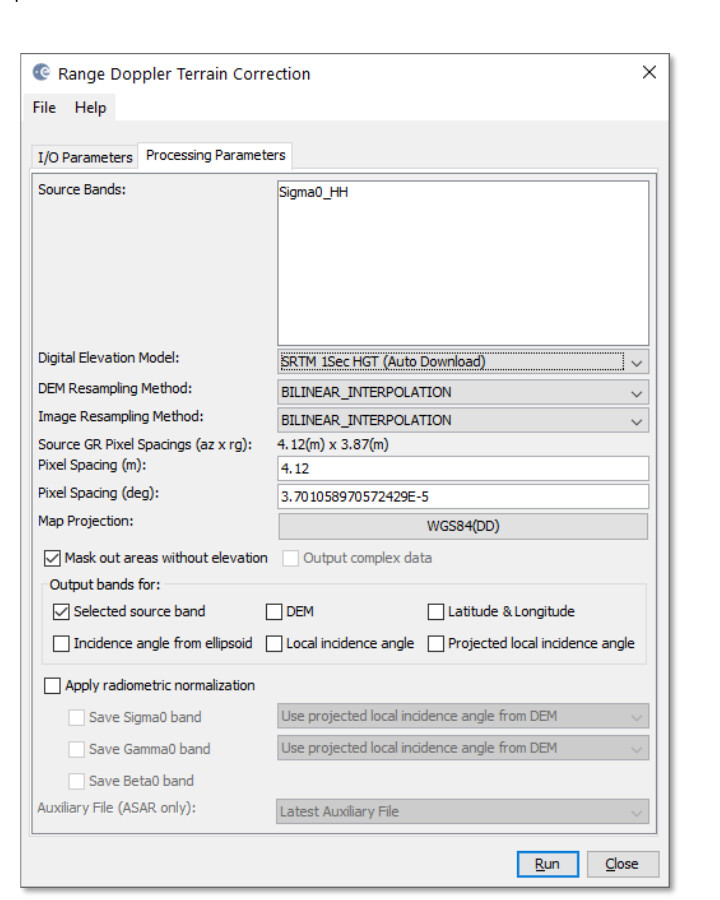 Range Doppler Terrain Correction
File Help
I/O Parameters Processing Parameters
Source Bands: Sigma0_HH
Digital Elevation Model: SRTM 1Sec HGT (Auto Download)
DEM Resampling Method: BILINEAR_INTERPOLATION
Image Resampling Method: BILINEAR_INTERPOLATION
Source GR Pixel Spacings (az x rg): 4.12(m) x 3.87(m)
Pixel Spacing (m): 4.12
Pixel Spacing (deg): 3.701058970572429E-5
Map Projection: WGS84(DD)
Mask out areas without elevation Output complex data
Output bands for:
Selected source band DEM Latitude & Longitude
Incidence angle from ellipsoid Local incidence angle Projected local incidence angle
Apply radiometric normalization
Save Sigma0 band Use projected local incidence angle from DEM
Save Gamma0 band Use projected local incidence angle from DEM
Save Beta0 band
Auxiliary File (ASAR only): Latest Auxiliary File
Run Close